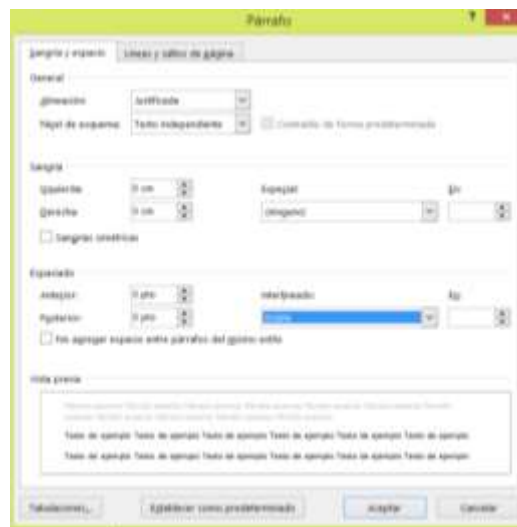 Párrafo
Sangría y espacio Líneas y saltos de página
General
Alineación: Justificada
Nivel de esquema: Texto independiente Contraído de forma predeterminada
Sangría
Izquierda: 0 cm Especial: En:
Derecha: 0 cm (ninguno)
Sangrías simétricas
Espaciado
Anterior: 0 pto Interlineado: En:
Posterior: 0 pto
No agregar espacio entre párrafos del mismo estilo
Vista previa
Texto de ejemplo Texto de ejemplo Texto de ejemplo Texto de ejemplo Texto de ejemplo Texto de ejemplo
Texto de ejemplo Texto de ejemplo Texto de ejemplo Texto de ejemplo Texto de ejemplo Texto de ejemplo
Tabulaciones... Establecer como predeterminado Aceptar Cancelar